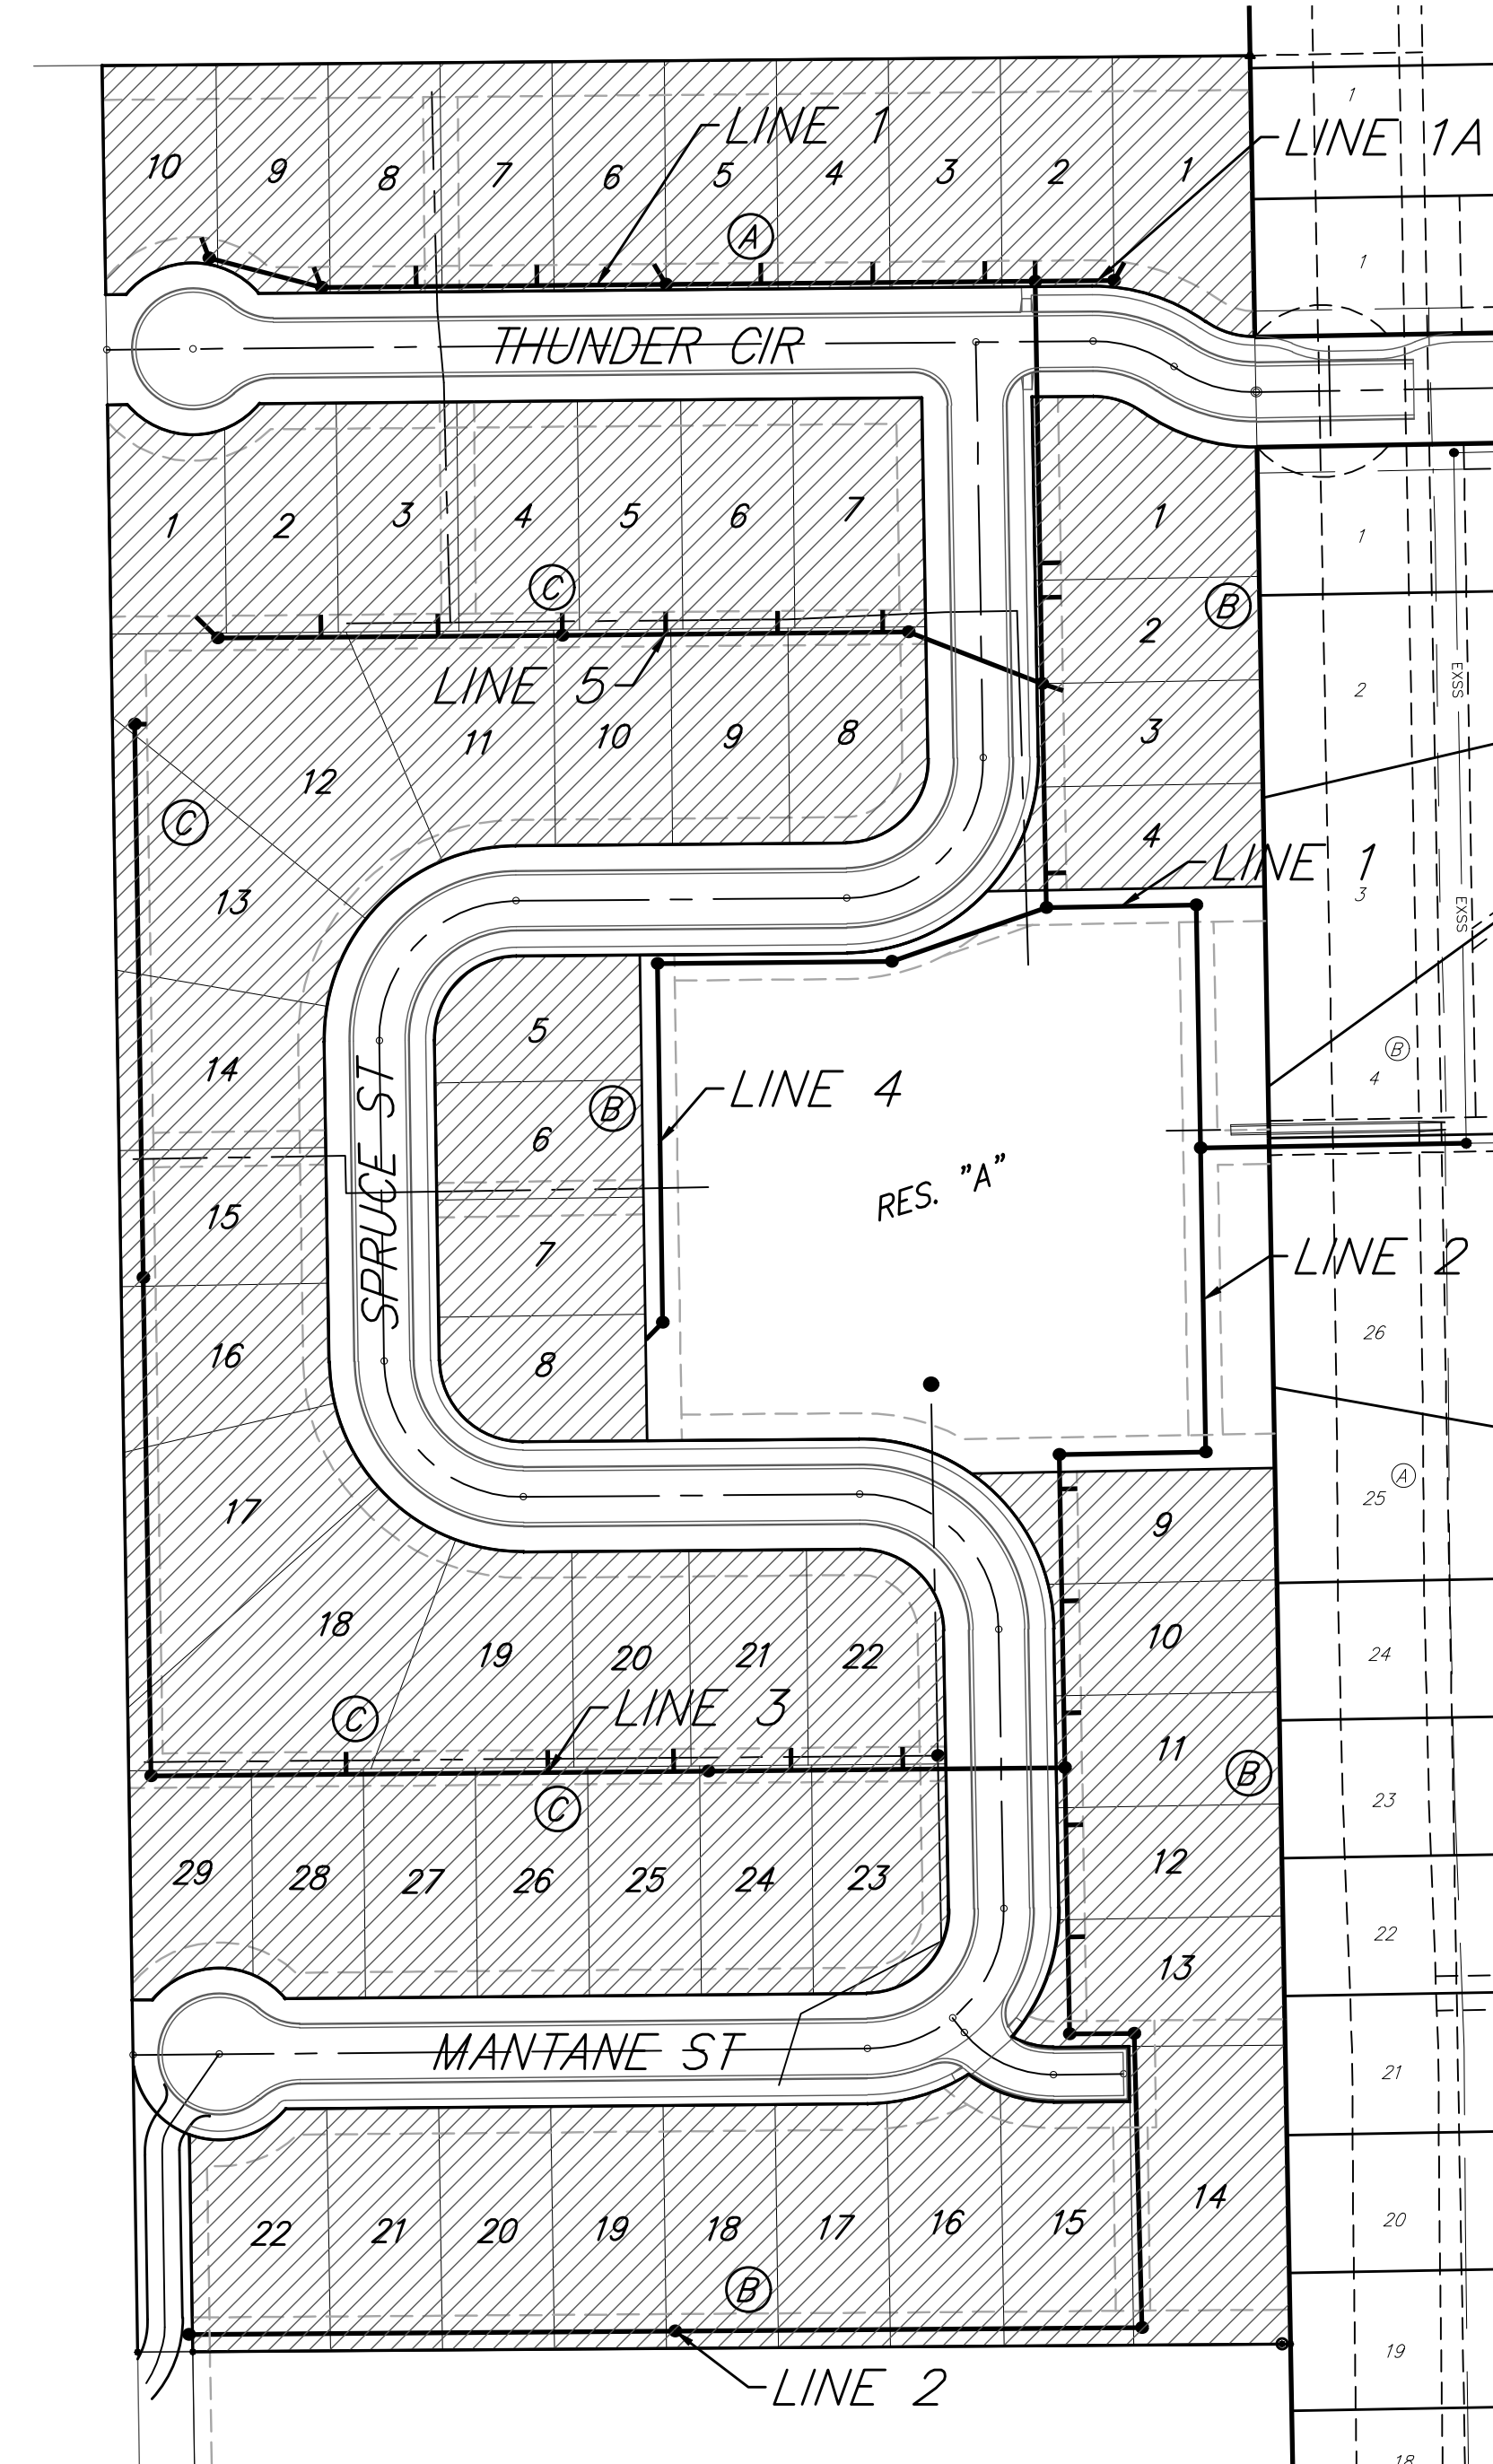 LINE 1
LINE 1A
1
10 9 8 7 6 5 4 3 2 1
A
1
THUNDER CIR
1 2 3 4 5 6 7
1
1
C
B
2
LINE 5
EXSS
2
12 11 10 9 8
3
C
4
LINE 1
3
13
EXSS
5
B
4
14
LINE 4
B
6
SPRUCE ST
RES. "A"
15
7
LINE 2
16
8
26
17
25
A
9
18 19 20 21 22
10
24
LINE 3
C
11
B
23
C
29 28 27 26 25 24 23
12
22
13
MANTANE ST
21
22 21 20 19 18 17 16 15
14
20
B
19
LINE 2
18